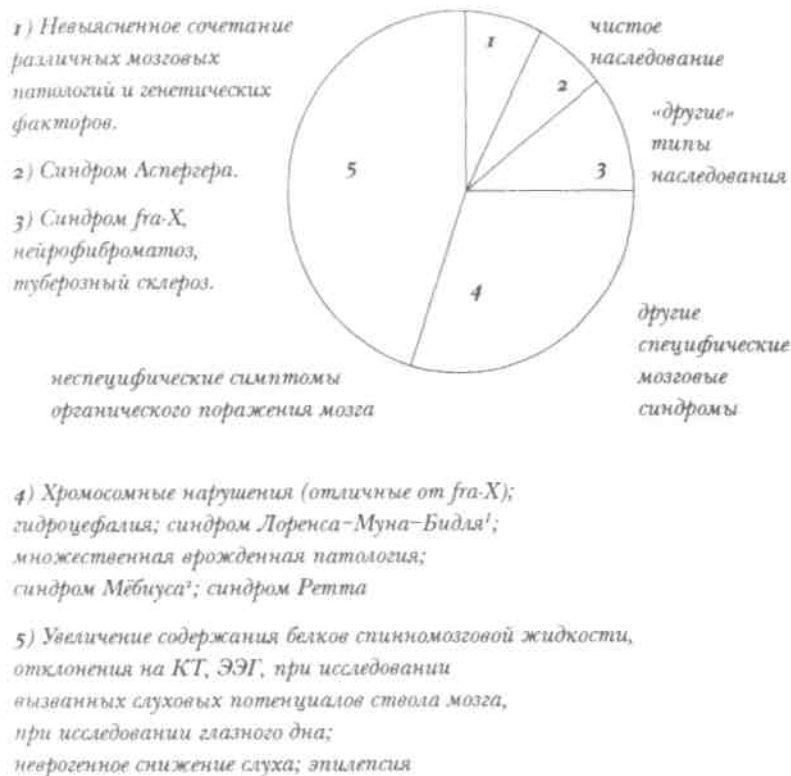 1) Невыясненное сочетание
различных мозговых
патологий и генетических
факторов.
2) Синдром Аспергера.
3) Синдром fra-X,
нейрофиброматоз,
туберозный склероз.
1
2
3
4
5
чистое
наследование
«другие»
типы
наследования
другие
специфические
мозговые
синдромы
неспецифические симптомы
органического поражения мозга
4) Хромосомные нарушения (отличные от fra-X);
гидроцефалия; синдром Лоренса–Муна–Бидля¹;
множественная врожденная патология;
синдром Мёбиуса²; синдром Ретта
5) Увеличение содержания белков спинномозговой жидкости,
отклонения на КТ, ЭЭГ, при исследовании
вызванных слуховых потенциалов ствола мозга,
при исследовании глазного дна;
неврогенное снижение слуха; эпилепсия